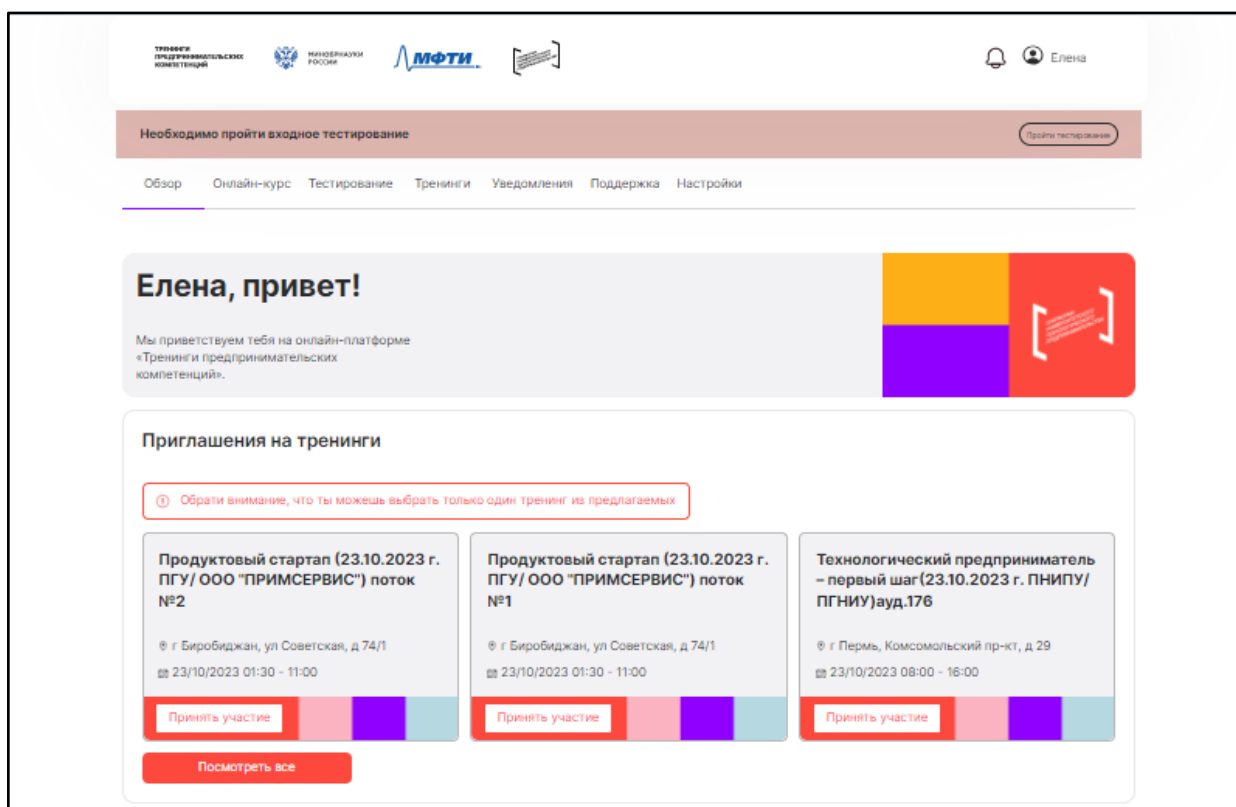 ТРЕНИНГИ
ПРЕДПРИНИМАТЕЛЬСКИХ
КОМПЕТЕНЦИЙ
МИНОБРНАУКИ
РОССИИ
МФТИ
Елена
Необходимо пройти входное тестирование
Пройти тестирование
Обзор Онлайн-курс Тестирование Тренинги Уведомления Поддержка Настройки
Елена, привет!
Мы приветствуем тебя на онлайн-платформе
«Тренинги предпринимательских
компетенций».
Приглашения на тренинги
Обрати внимание, что ты можешь выбрать только один тренинг из предлагаемых
Продуктовый стартап (23.10.2023 г.
ПГУ/ ООО "ПРИМСЕРВИС") поток
№2
г Биробиджан, ул Советская, д 74/1
23/10/2023 01:30 - 11:00
Принять участие
Продуктовый стартап (23.10.2023 г.
ПГУ/ ООО "ПРИМСЕРВИС") поток
№1
г Биробиджан, ул Советская, д 74/1
23/10/2023 01:30 - 11:00
Принять участие
Технологический предприниматель
– первый шаг(23.10.2023 г. ПНИПУ/
ПГНИУ)ауд.176
г Пермь, Комсомольский пр-кт, д 29
23/10/2023 08:00 - 16:00
Принять участие
Посмотреть все